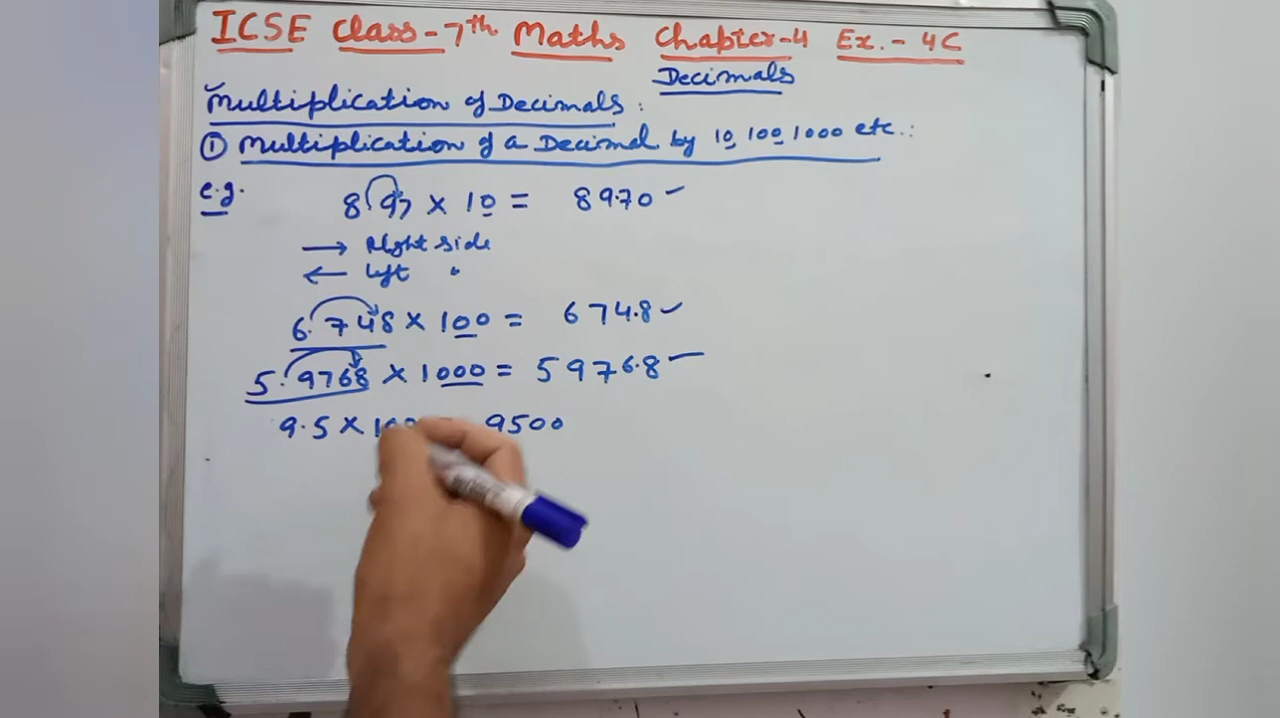 ICSE Class-7th Maths Chapter-4 Ex.- 4C
Decimals
Multiplication of Decimals :
① Multiplication of a Decimal by 10 100 1000 etc.:
e.g.
8.97 × 10 = 89.70
→ Right side
← left "
6.748 × 100 = 674.8
5.9768 × 1000 = 5976.8
9.5 × 9500